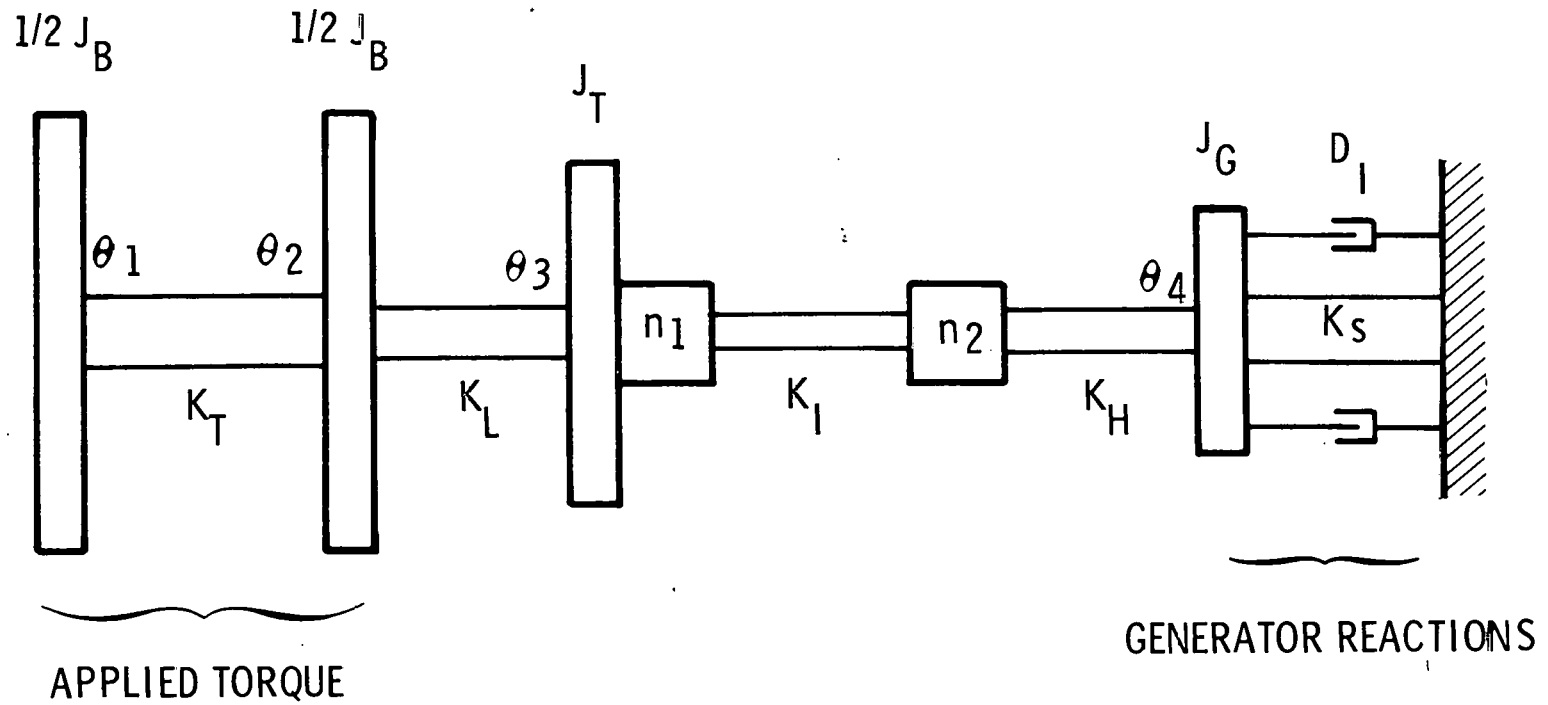 1/2 J_B
1/2 J_B
J_T
J_G
D_I
θ1
θ2
θ3
θ4
n1
n2
K_S
K_T
K_L
K_I
K_H
GENERATOR REACTIONS
APPLIED TORQUE